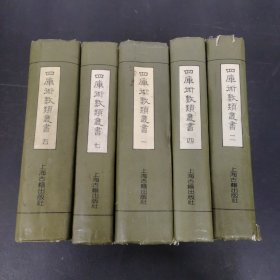 四庫術數類叢書 五
上海古籍出版社
四庫術數類叢書 七
上海古籍出版社
四庫術數類叢書 一
上海古籍出版社
四庫術數類叢書 四
上海古籍出版社
四庫術數類叢書 二
上海古籍出版社